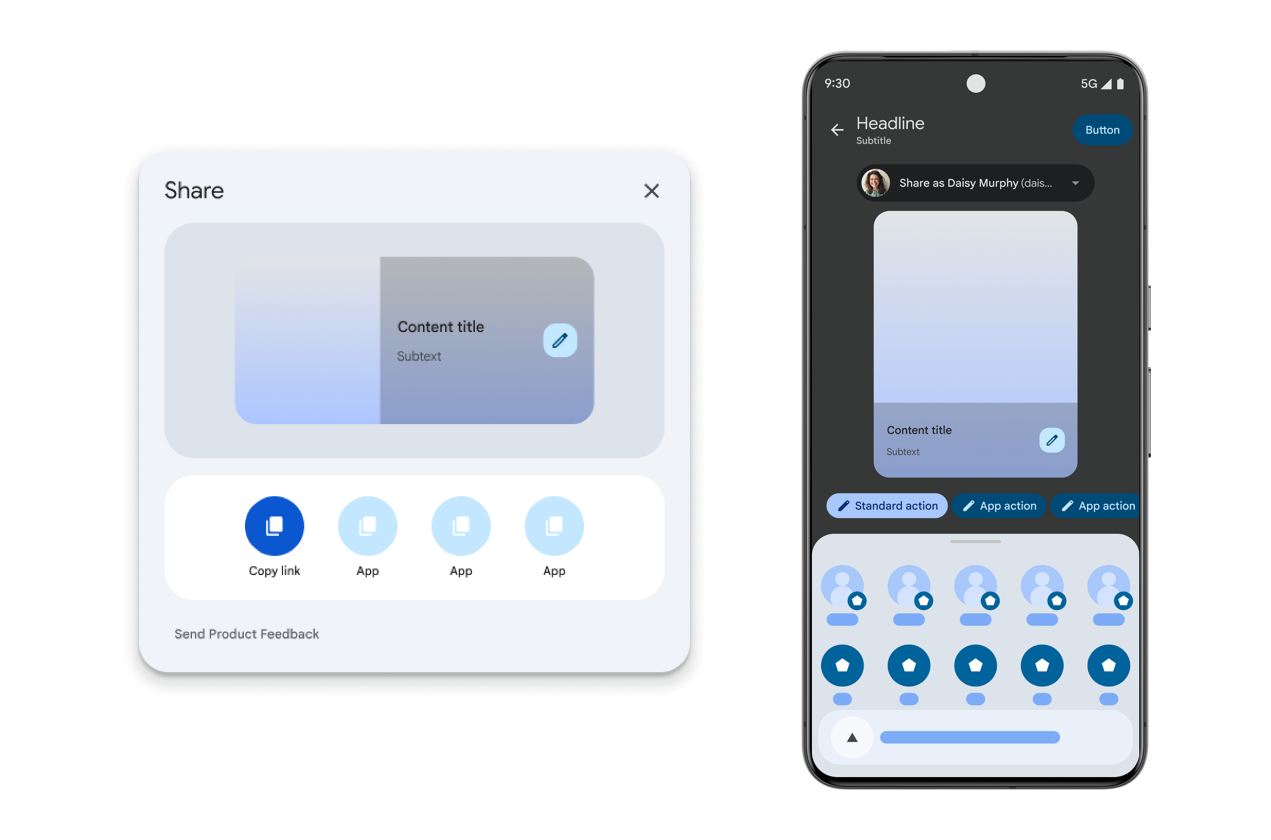 Share
Content title
Subtext
Copy link
App
App
App
Send Product Feedback
9:30
5G
Headline
Subtitle
Button
Share as Daisy Murphy (dais...
Content title
Subtext
Standard action
App action
App action